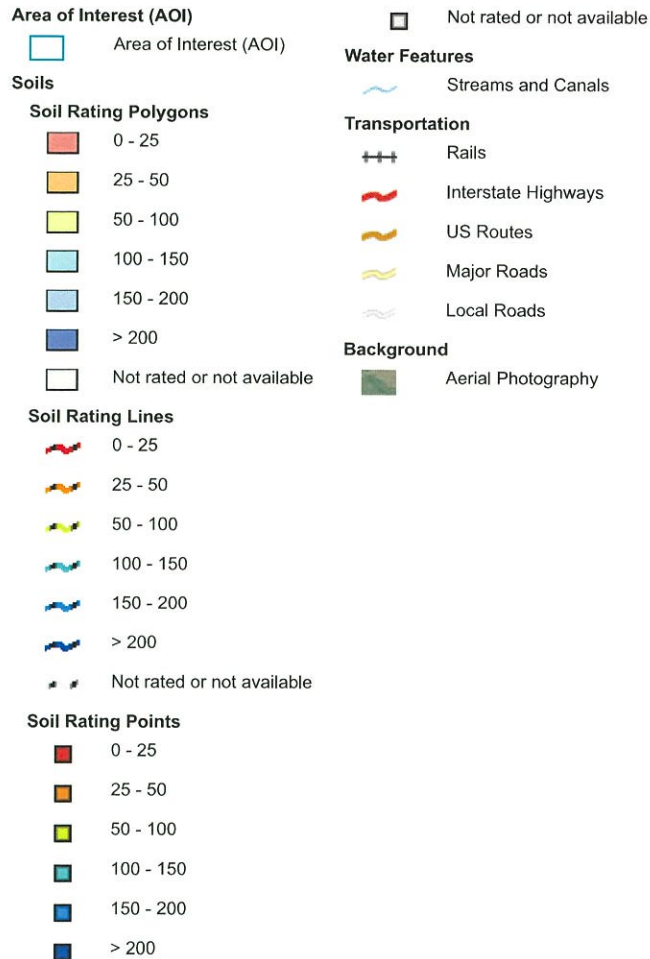 Area of Interest (AOI)
Area of Interest (AOI)
Soils
Soil Rating Polygons
0 - 25
25 - 50
50 - 100
100 - 150
150 - 200
> 200
Not rated or not available
Soil Rating Lines
0 - 25
25 - 50
50 - 100
100 - 150
150 - 200
> 200
Not rated or not available
Soil Rating Points
0 - 25
25 - 50
50 - 100
100 - 150
150 - 200
> 200
Not rated or not available
Water Features
Streams and Canals
Transportation
Rails
Interstate Highways
US Routes
Major Roads
Local Roads
Background
Aerial Photography